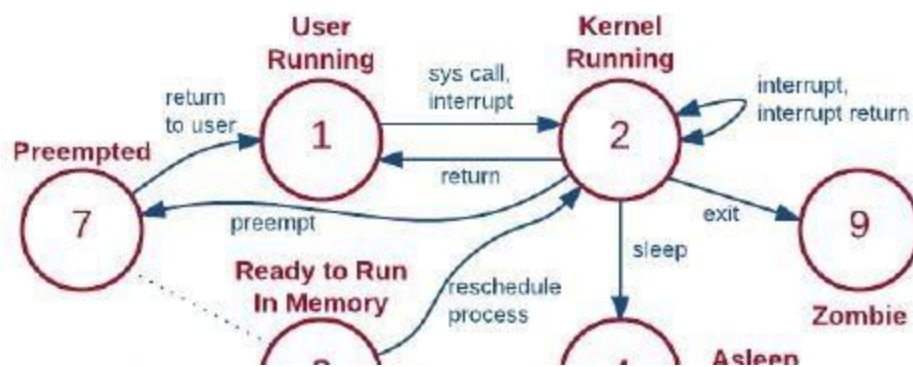 User
Running
Kernel
Running
sys call,
interrupt
interrupt,
interrupt return
return
to user
1
2
Preempted
return
7
preempt
exit
9
sleep
Ready to Run
In Memory
reschedule
process
Zombie
Asleep